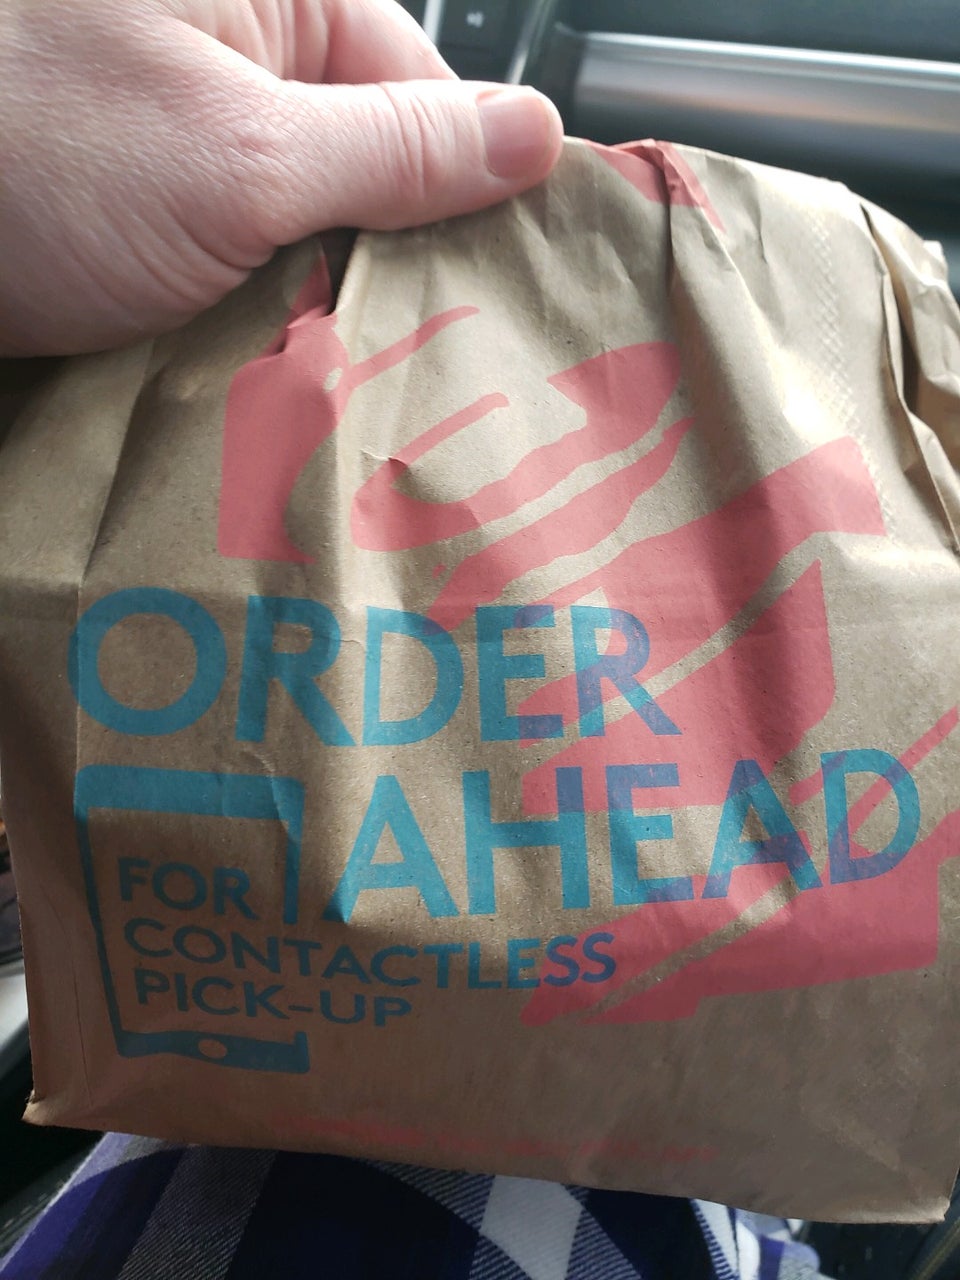 ORDER
AHEAD
FOR
CONTACTLESS
PICK-UP